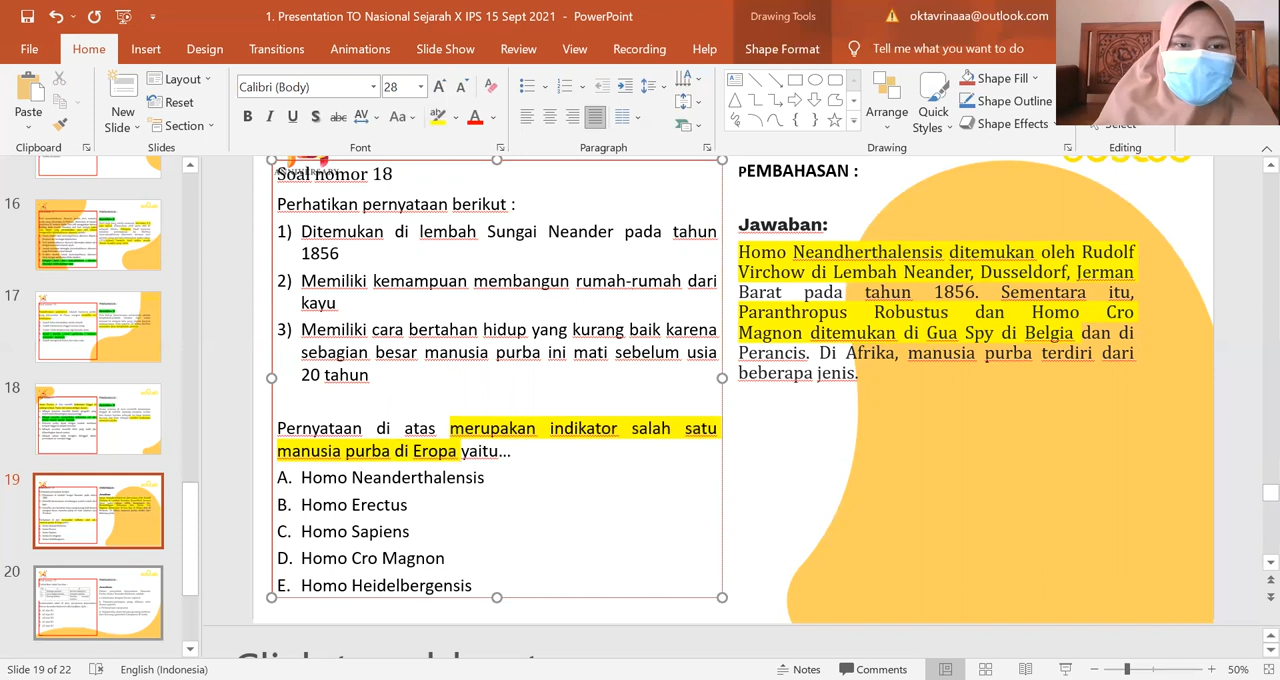 1. Presentation TO Nasional Sejarah X IPS 15 Sept 2021 - PowerPoint
Drawing Tools
oktavrinaaa@outlook.com
File Home Insert Design Transitions Animations Slide Show Review View Recording Help Shape Format Tell me what you want to do
Paste
Clipboard
New
Slide
Layout
Reset
Section
Slides
Calibri (Body) 28
Font
Paragraph
Arrange
Quick
Styles
Shape Fill
Shape Outline
Shape Effects
Drawing
Select
Editing
16
17
18
19
20
Soal nomor 18
Perhatikan pernyataan berikut :
1) Ditemukan di lembah Sungai Neander pada tahun
1856
2) Memiliki kemampuan membangun rumah-rumah dari
kayu
3) Memiliki cara bertahan hidup yang kurang baik karena
sebagian besar manusia purba ini mati sebelum usia
20 tahun
Pernyataan di atas merupakan indikator salah satu
manusia purba di Eropa yaitu...
A. Homo Neanderthalensis
B. Homo Erectus
C. Homo Sapiens
D. Homo Cro Magnon
E. Homo Heidelbergensis
PEMBAHASAN :
Jawaban:
Homo Neandherthalensis ditemukan oleh Rudolf
Virchow di Lembah Neander, Dusseldorf, Jerman
Barat pada tahun 1856. Sementara itu,
Paranthropus Robustus dan Homo Cro
Magnon ditemukan di Gua Spy di Belgia dan di
Perancis. Di Afrika, manusia purba terdiri dari
beberapa jenis.
Slide 19 of 22 English (Indonesia) Notes Comments 50%